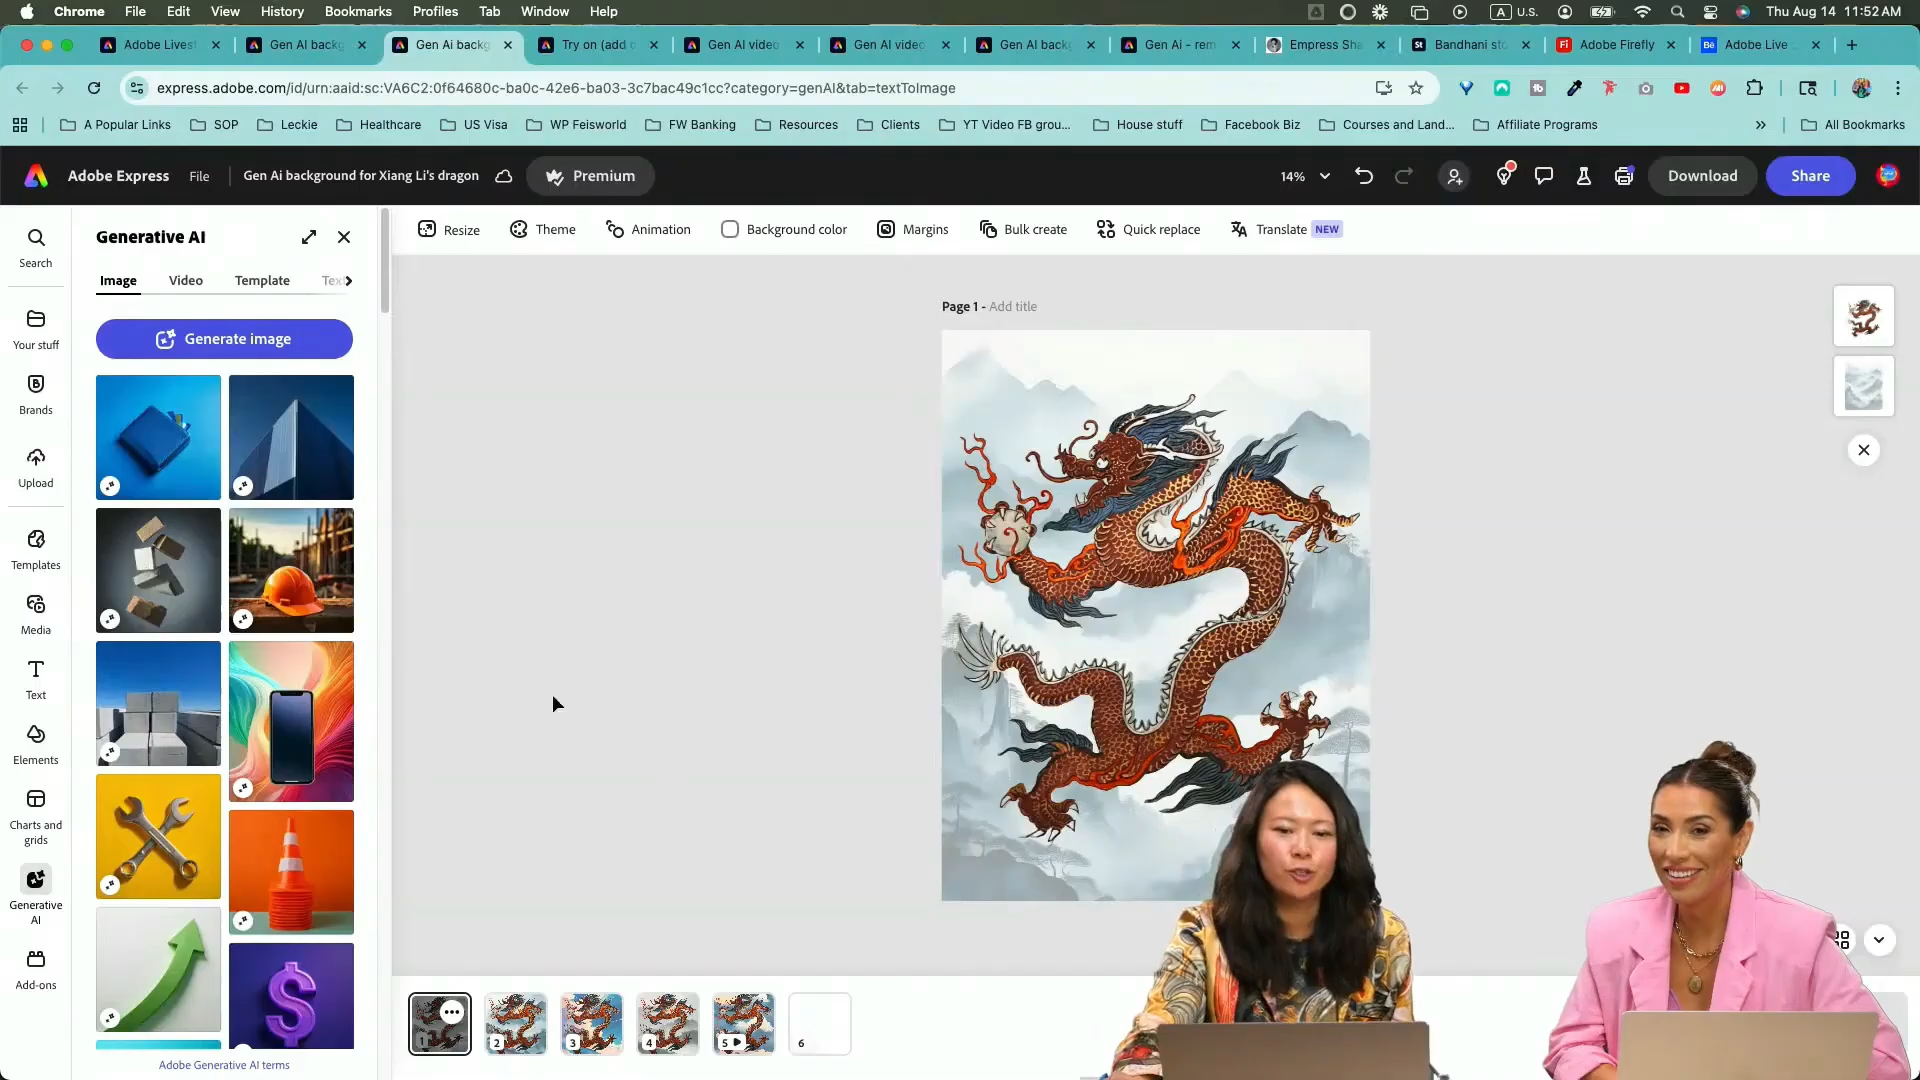 Chrome File Edit View History Bookmarks Profiles Tab Window Help
A U.S. Thu Aug 14 11:52 AM
Adobe Lives
Gen AI backg
Gen Ai backg
Try on (add c
Gen AI video
Gen AI video
Gen AI backg
Gen Ai - rem
Empress Sha
Bandhani sto
Adobe Firefly
Adobe Live
express.adobe.com/id/urn:aaid:sc:VA6C2:0f64680c-ba0c-42e6-ba03-3c7bac49c1cc?category=genAI&tab=textToImage
A Popular Links SOP Leckie Healthcare US Visa WP Feisworld FW Banking Resources Clients YT Video FB grou... House stuff Facebook Biz Courses and Land... Affiliate Programs » All Bookmarks
Adobe Express File Gen Ai background for Xiang Li's dragon Premium 14% Download Share
Search
Your stuff
Brands
Upload
Templates
Media
Text
Elements
Charts and
grids
Generative
AI
Add-ons
Generative AI
Image Video Template Text
Generate image
Adobe Generative AI terms
Resize Theme Animation Background color Margins Bulk create Quick replace Translate NEW
Page 1 - Add title
1 2 3 4 5 6